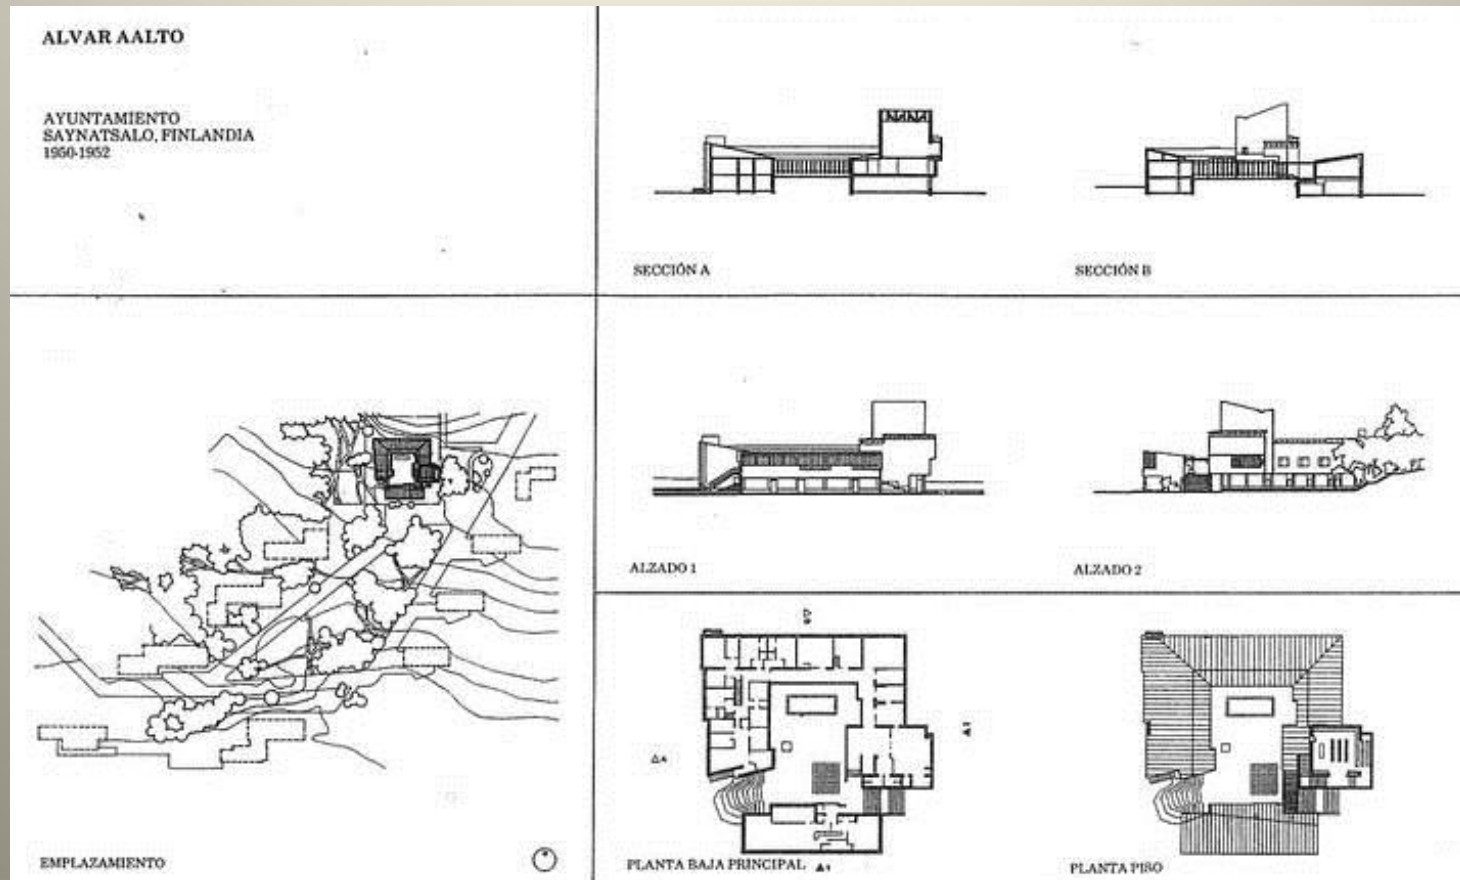 ALVAR AALTO
AYUNTAMIENTO
SAYNATSALO, FINLANDIA
1950-1952
SECCIÓN A
SECCIÓN B
ALZADO 1
ALZADO 2
EMPLAZAMIENTO
PLANTA BAJA PRINCIPAL
PLANTA PISO